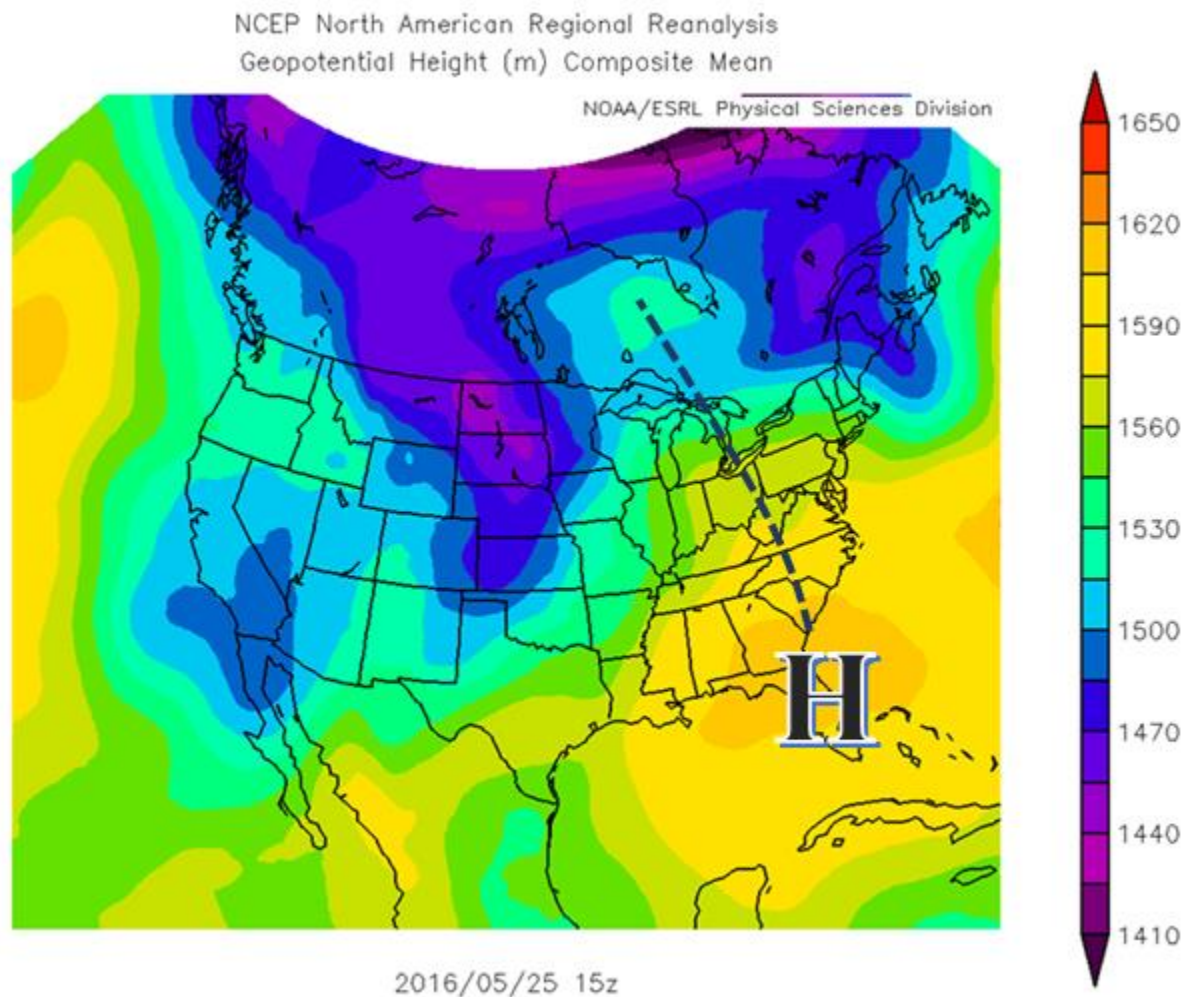 NCEP North American Regional Reanalysis
Geopotential Height (m) Composite Mean
NOAA/ESRL Physical Sciences Division
1650
1620
1590
1560
1530
1500
1470
1440
1410
H
2016/05/25 15z